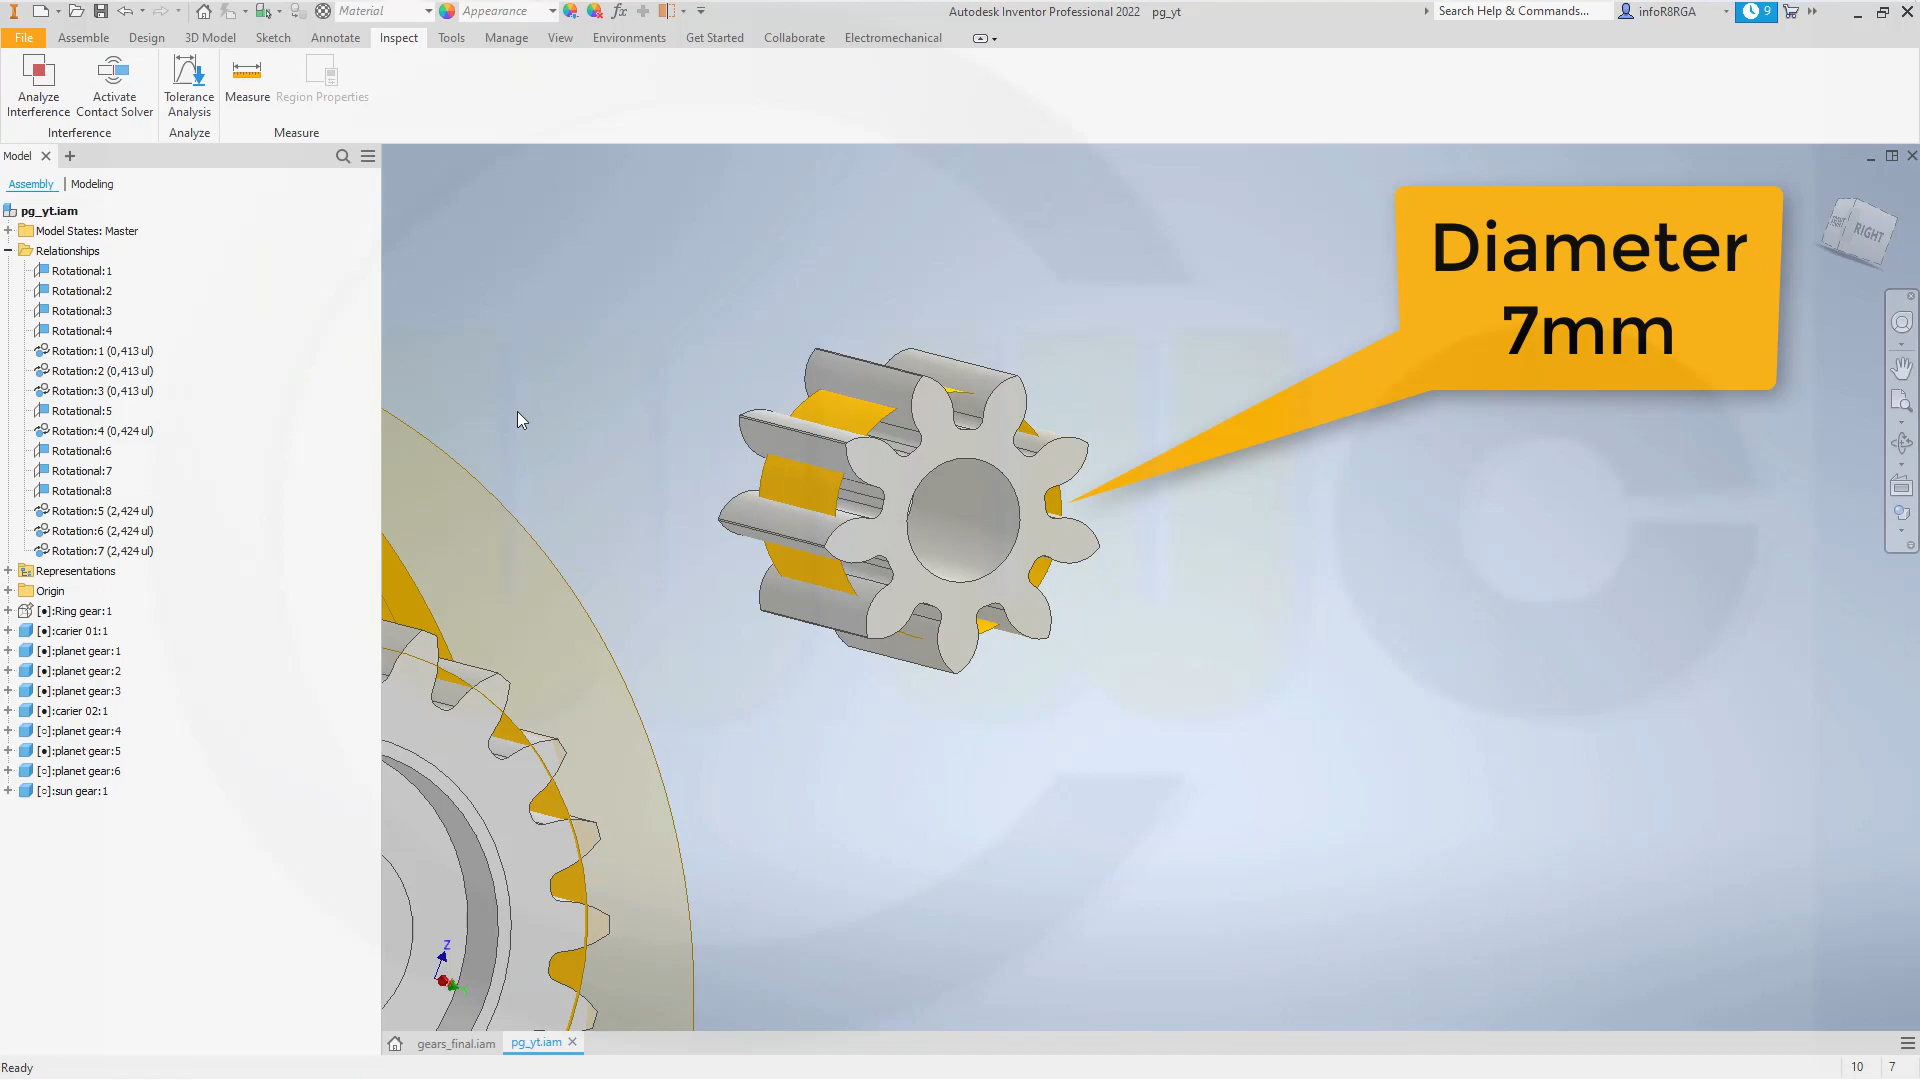 Material
Appearance
Autodesk Inventor Professional 2022 pg_yt
Search Help & Commands...
infoR8RGA
9
File
Assemble
Design
3D Model
Sketch
Annotate
Inspect
Tools
Manage
View
Environments
Get Started
Collaborate
Electromechanical
Analyze
Interference
Activate
Contact Solver
Tolerance
Analysis
Measure
Region Properties
Interference
Analyze
Measure
Model
Assembly
Modeling
pg_yt.iam
Model States: Master
Relationships
Rotational:1
Rotational:2
Rotational:3
Rotational:4
Rotation:1 (0,413 ul)
Rotation:2 (0,413 ul)
Rotation:3 (0,413 ul)
Rotational:5
Rotation:4 (0,424 ul)
Rotational:6
Rotational:7
Rotational:8
Rotation:5 (2,424 ul)
Rotation:6 (2,424 ul)
Rotation:7 (2,424 ul)
Representations
Origin
[●]:Ring gear:1
[●]:carier 01:1
[●]:planet gear:1
[●]:planet gear:2
[●]:planet gear:3
[●]:carier 02:1
[○]:planet gear:4
[●]:planet gear:5
[○]:planet gear:6
[○]:sun gear:1
Diameter
7mm
RIGHT
Z
gears_final.iam
pg_yt.iam
Ready
10
7